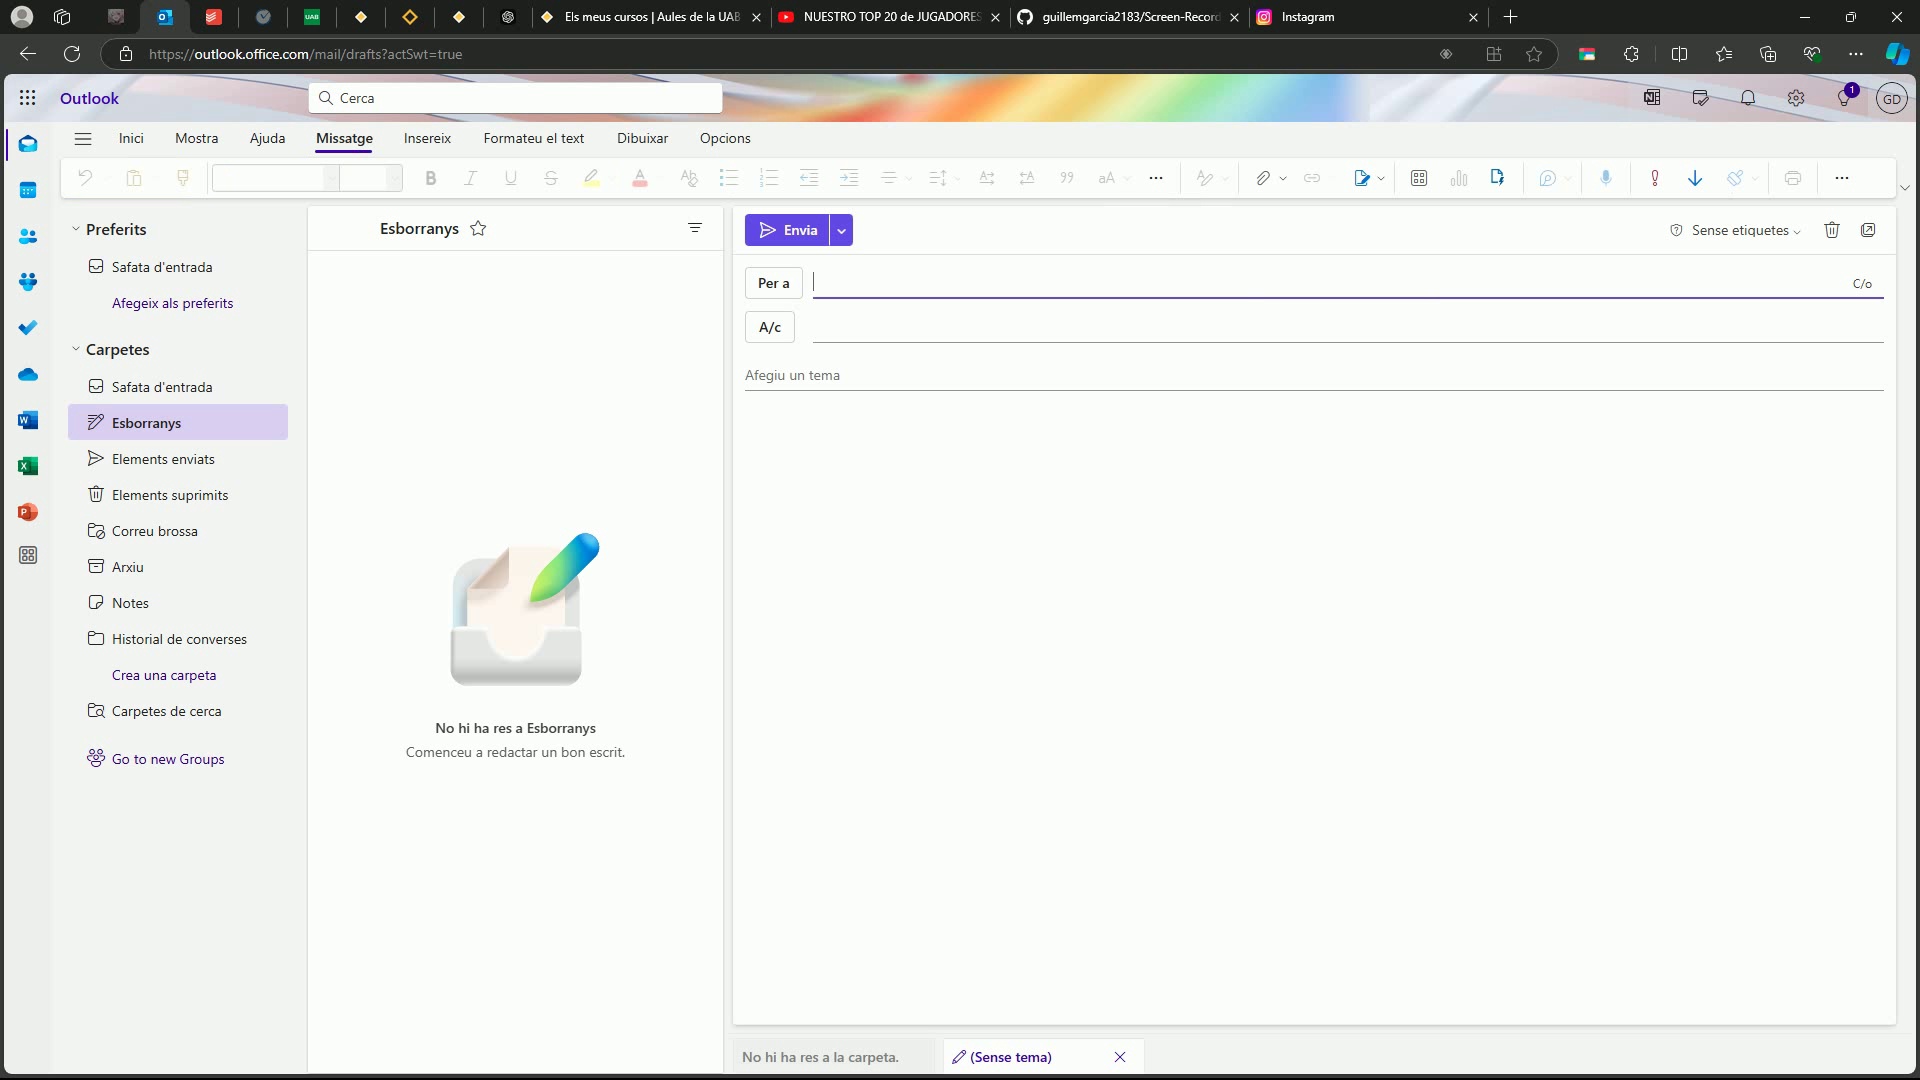 UAB
Els meus cursos | Aules de la UAB
NUESTRO TOP 20 de JUGADORES
guillemgarcia2183/Screen-Record
Instagram
https://outlook.office.com/mail/drafts?actSwt=true
Outlook
Cerca
1
GD
Inici
Mostra
Ajuda
Missatge
Insereix
Formateu el text
Dibuixar
Opcions
Preferits
Safata d'entrada
Afegeix als preferits
Carpetes
Safata d'entrada
Esborranys
Elements enviats
Elements suprimits
Correu brossa
Arxiu
Notes
Historial de converses
Crea una carpeta
Carpetes de cerca
Go to new Groups
Esborranys
No hi ha res a Esborranys
Comenceu a redactar un bon escrit.
Envia
Sense etiquetes
Per a
C/o
A/c
Afegiu un tema
No hi ha res a la carpeta.
(Sense tema)